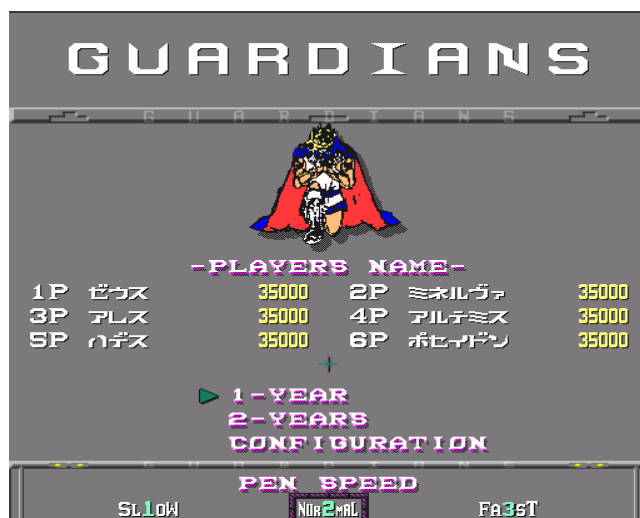 GUARDIANS
GUARDIANS
-PLAYERS NAME-
1P ゼウス 35000 2P ミネルヴァ 35000
3P アレス 35000 4P アルテミス 35000
5P ハデス 35000 6P ポセイドン 35000
1-YEAR
2-YEARS
CONFIGURATION
GUARDIANS
PEN SPEED
SL1OW NOR2MAL FA3ST